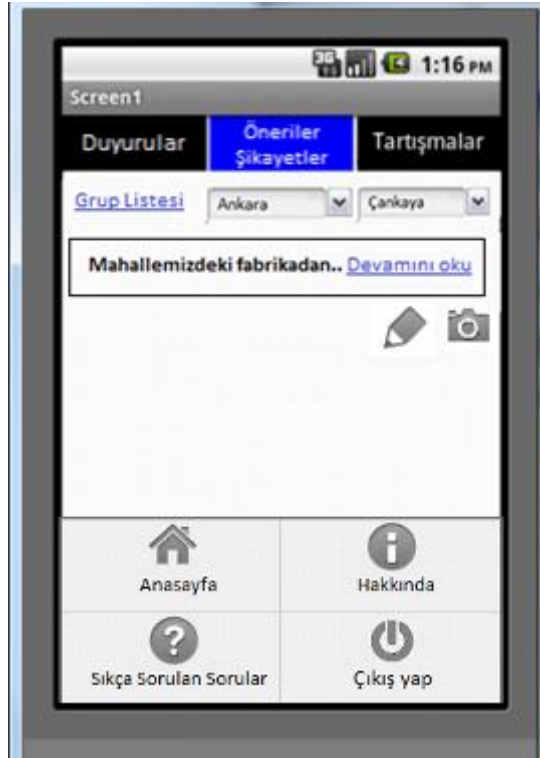 3G 1:16 PM
Screen1
Duyurular
Öneriler
Şikayetler
Tartışmalar
Grup Listesi Ankara Çankaya
Mahallemizdeki fabrikadan.. Devamını oku
Anasayfa Hakkında
Sıkça Sorulan Sorular Çıkış yap